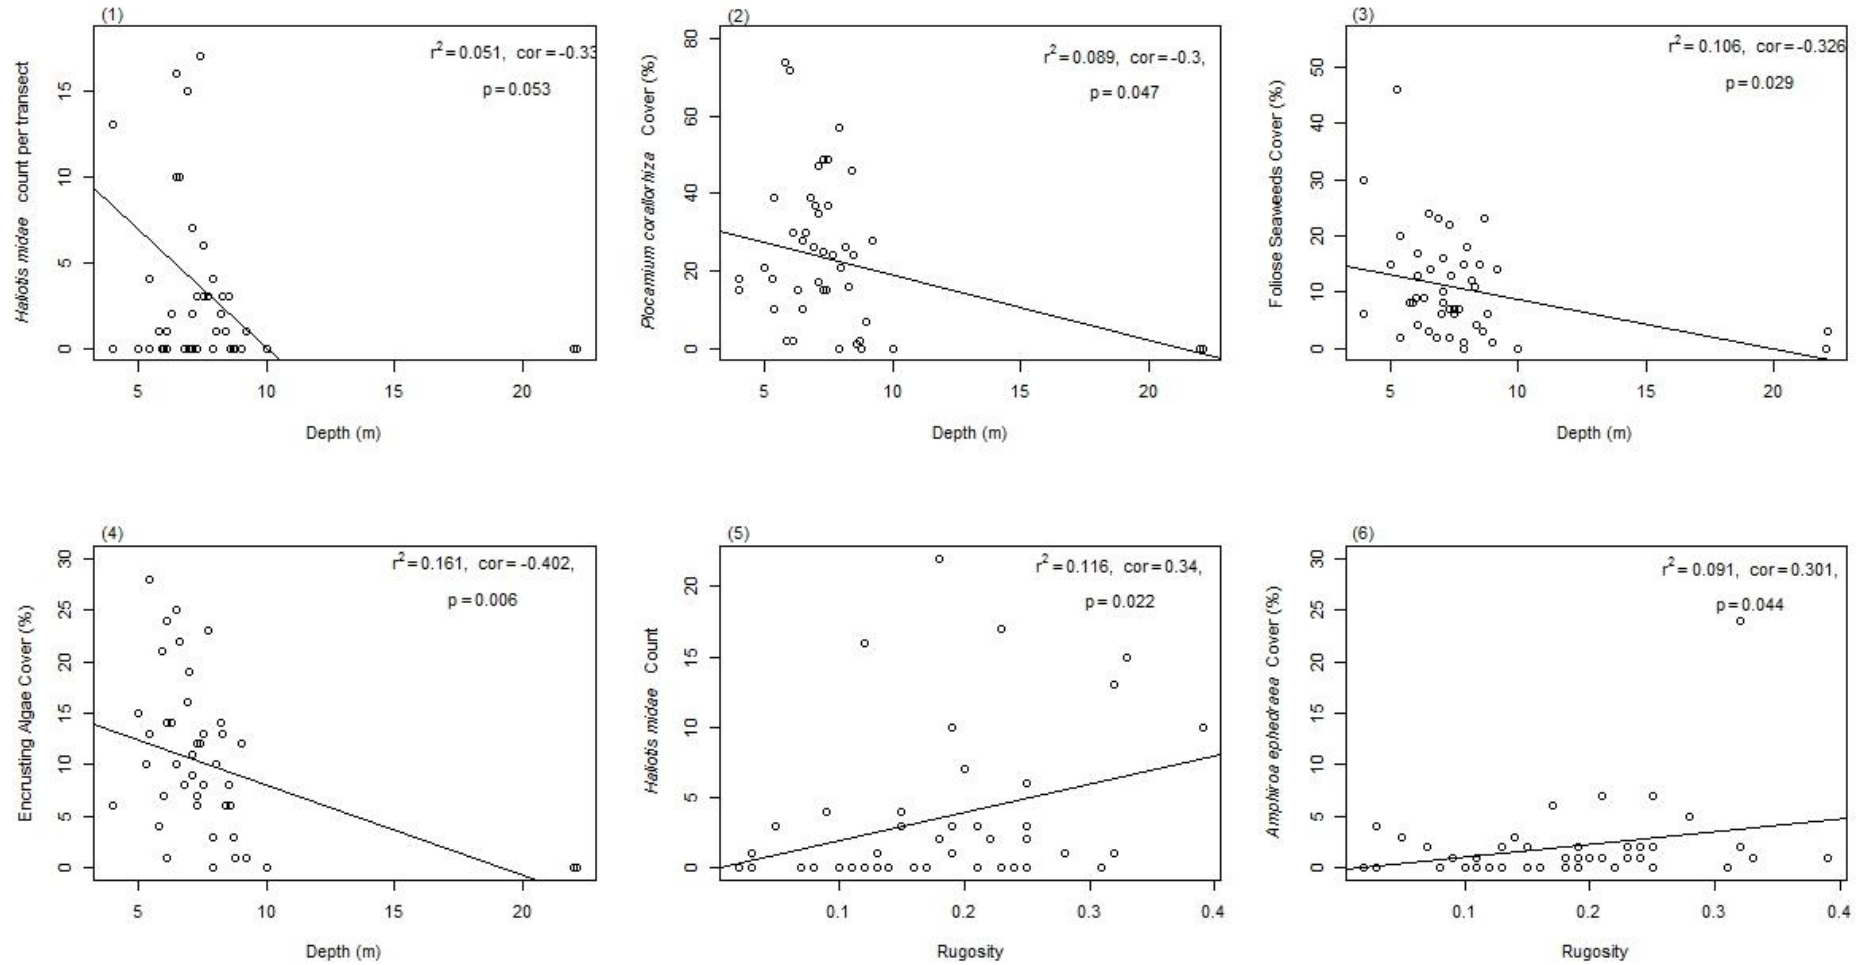 (1)
r²=0.051, cor=-0.33
p=0.053
Haliotis midae count per transect
15
10
5
0
5 10 15 20
Depth (m)
(2)
r²=0.089, cor=-0.3,
p=0.047
Plocamium corallorhiza Cover (%)
80
60
40
20
0
5 10 15 20
Depth (m)
(3)
r²=0.106, cor=-0.326
p=0.029
Foliose Seaweeds Cover (%)
50
40
30
20
10
0
5 10 15 20
Depth (m)
(4)
r²=0.161, cor=-0.402,
p=0.006
Encrusting Algae Cover (%)
30
25
20
15
10
5
0
5 10 15 20
Depth (m)
(5)
r²=0.116, cor=0.34,
p=0.022
Haliotis midae Count
20
15
10
5
0
0.1 0.2 0.3 0.4
Rugosity
(6)
r²=0.091, cor=0.301,
p=0.044
Amphiroa ephedraea Cover (%)
30
25
20
15
10
5
0
0.1 0.2 0.3 0.4
Rugosity